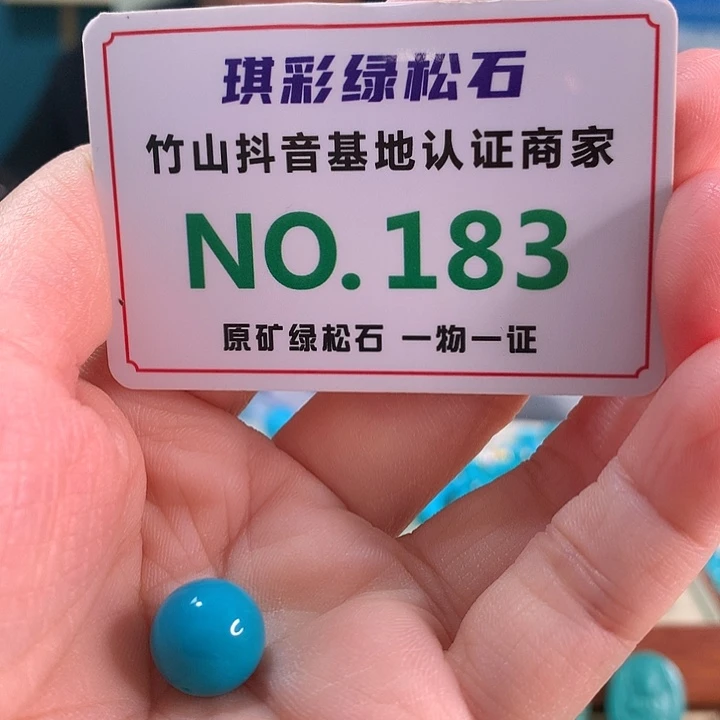 琪彩绿松石
竹山抖音基地认证商家
NO.183
原矿绿松石 一物一证